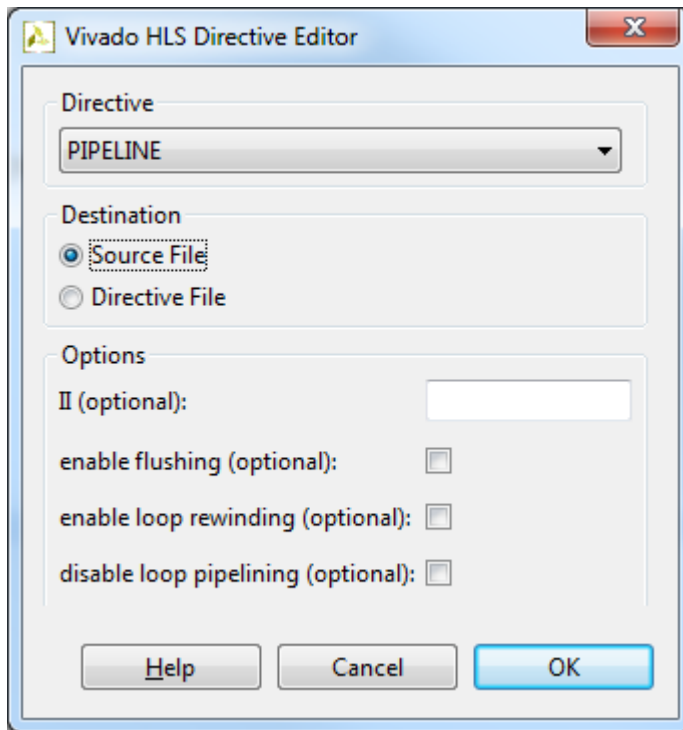 Vivado HLS Directive Editor
Directive
PIPELINE
Destination
Source File
Directive File
Options
II (optional):
enable flushing (optional):
enable loop rewinding (optional):
disable loop pipelining (optional):
Help Cancel OK